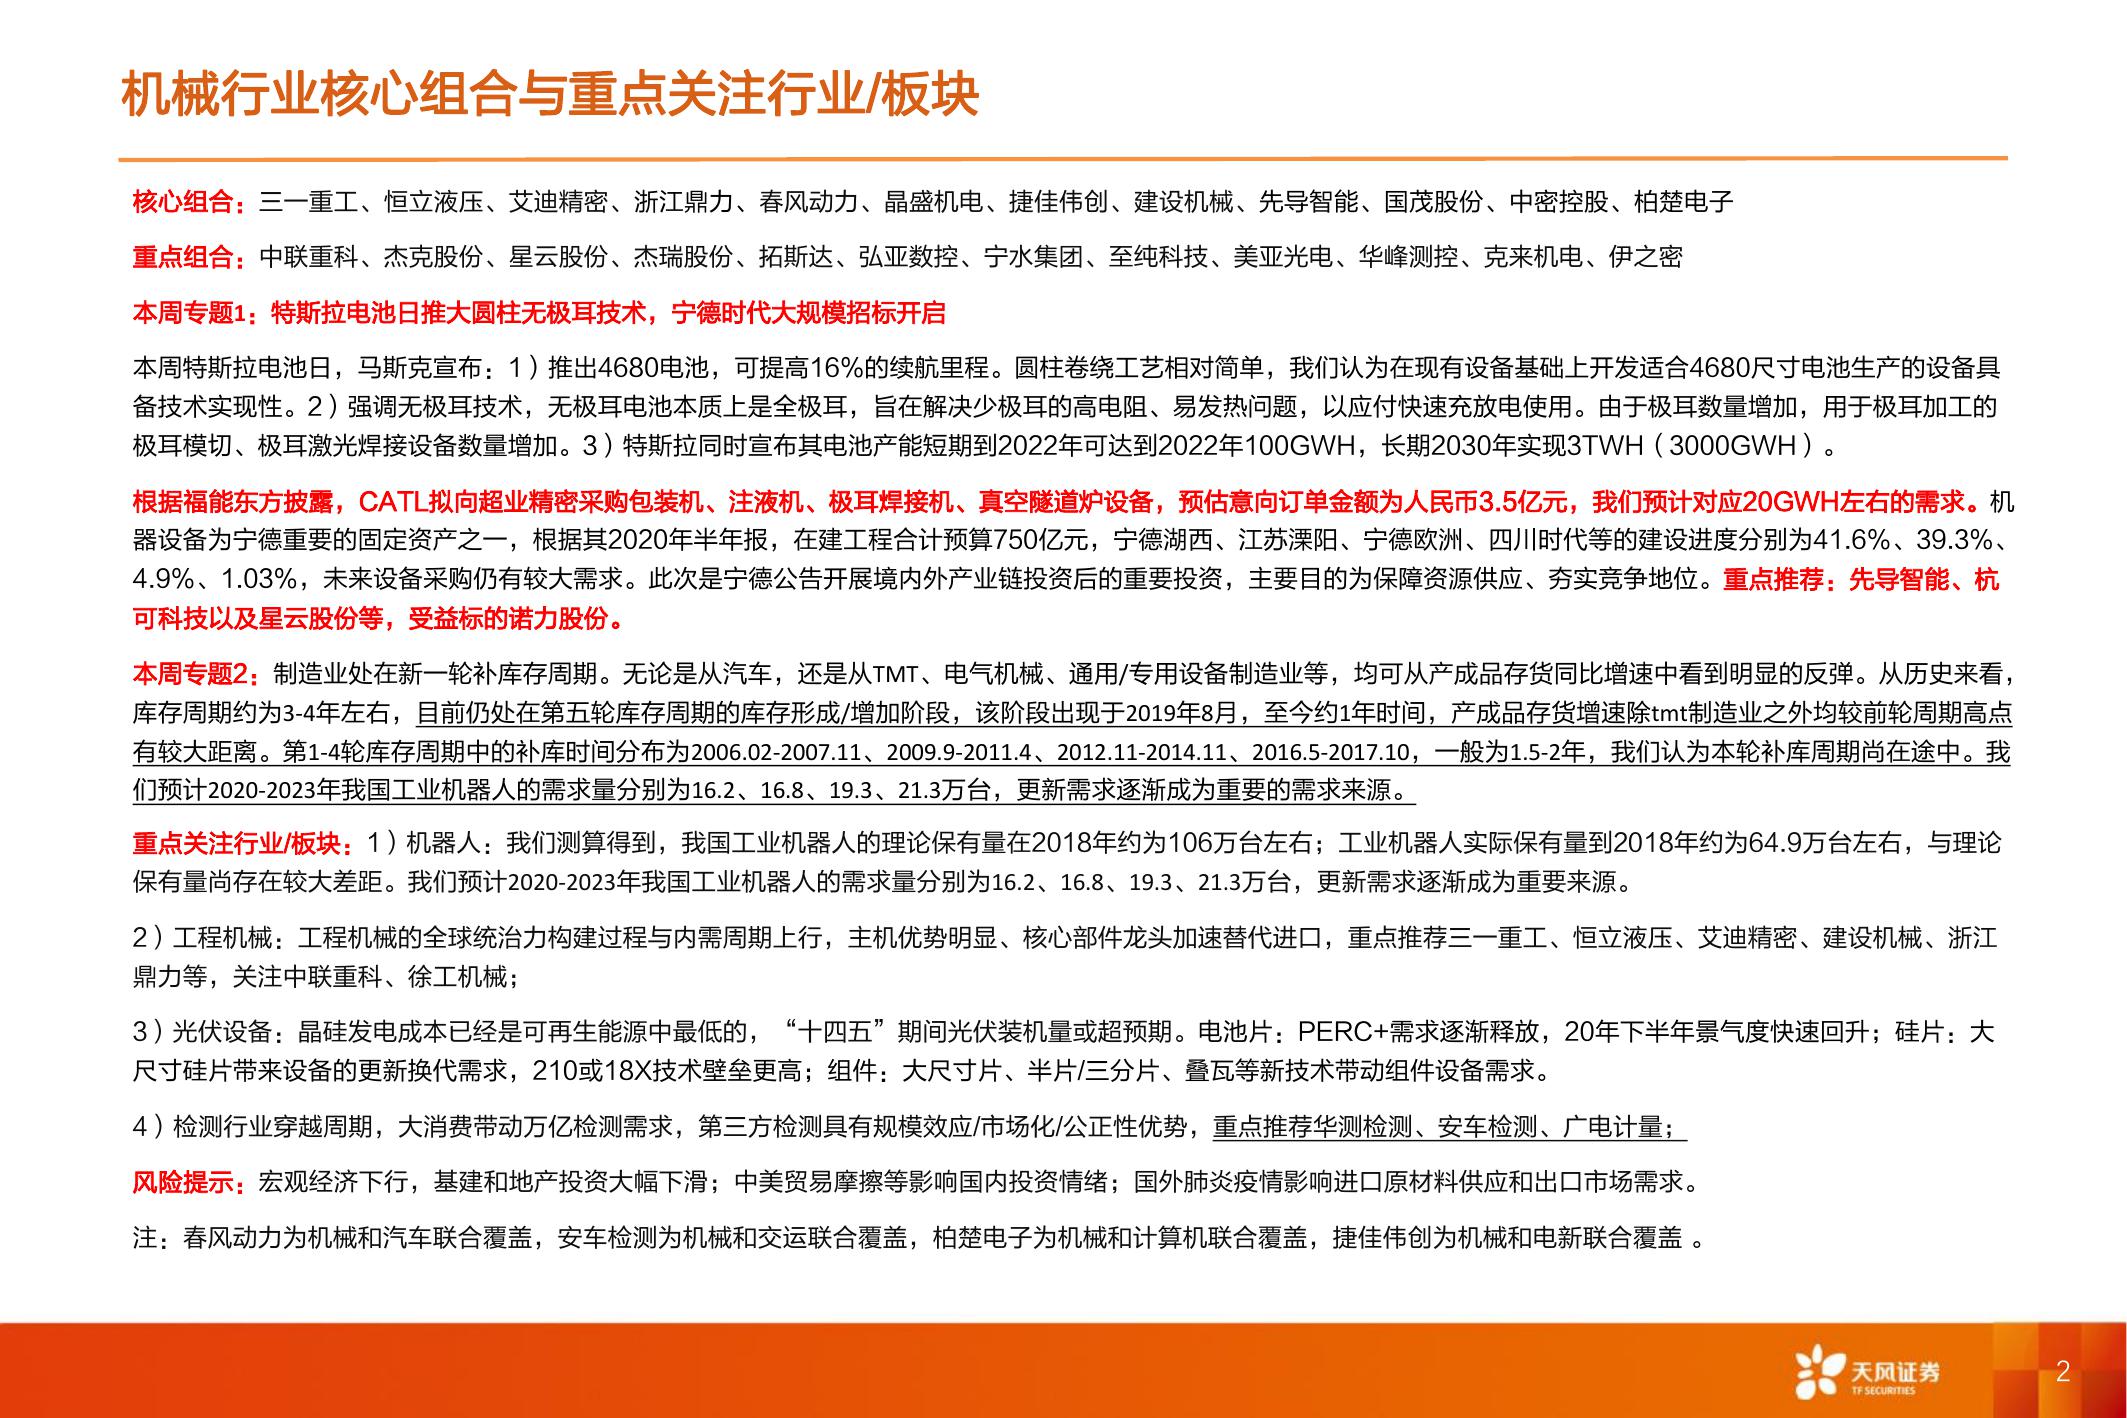 机械行业核心组合与重点关注行业/板块
核心组合：三一重工、恒立液压、艾迪精密、浙江鼎力、春风动力、晶盛机电、捷佳伟创、建设机械、先导智能、国茂股份、中密控股、柏楚电子
重点组合：中联重科、杰克股份、星云股份、杰瑞股份、拓斯达、弘亚数控、宁水集团、至纯科技、美亚光电、华峰测控、克来机电、伊之密
本周专题1：特斯拉电池日推大圆柱无极耳技术，宁德时代大规模招标开启
本周特斯拉电池日，马斯克宣布：1）推出4680电池，可提高16%的续航里程。圆柱卷绕工艺相对简单，我们认为在现有设备基础上开发适合4680尺寸电池生产的设备具
备技术实现性。2）强调无极耳技术，无极耳电池本质上是全极耳，旨在解决少极耳的高电阻、易发热问题，以应付快速充放电使用。由于极耳数量增加，用于极耳加工的
极耳模切、极耳激光焊接设备数量增加。3）特斯拉同时宣布其电池产能短期到2022年可达到2022年100GWH，长期2030年实现3TWH（3000GWH）。
根据福能东方披露，CATL拟向超业精密采购包装机、注液机、极耳焊接机、真空隧道炉设备，预估意向订单金额为人民币3.5亿元，我们预计对应20GWH左右的需求。机
器设备为宁德重要的固定资产之一，根据其2020年半年报，在建工程合计预算750亿元，宁德湖西、江苏溧阳、宁德欧洲、四川时代等的建设进度分别为41.6%、39.3%、
4.9%、1.03%，未来设备采购仍有较大需求。此次是宁德公告开展境内外产业链投资后的重要投资，主要目的为保障资源供应、夯实竞争地位。重点推荐：先导智能、杭
可科技以及星云股份等，受益标的诺力股份。
本周专题2：制造业处在新一轮补库存周期。无论是从汽车，还是从TMT、电气机械、通用/专用设备制造业等，均可从产成品存货同比增速中看到明显的反弹。从历史来看，
库存周期约为3-4年左右，目前仍处在第五轮库存周期的库存形成/增加阶段，该阶段出现于2019年8月，至今约1年时间，产成品存货增速除tmt制造业之外均较前轮周期高点
有较大距离。第1-4轮库存周期中的补库时间分布为2006.02-2007.11、2009.9-2011.4、2012.11-2014.11、2016.5-2017.10，一般为1.5-2年，我们认为本轮补库周期尚在途中。我
们预计2020-2023年我国工业机器人的需求量分别为16.2、16.8、19.3、21.3万台，更新需求逐渐成为重要的需求来源。
重点关注行业/板块：1）机器人：我们测算得到，我国工业机器人的理论保有量在2018年约为106万台左右；工业机器人实际保有量到2018年约为64.9万台左右，与理论
保有量尚存在较大差距。我们预计2020-2023年我国工业机器人的需求量分别为16.2、16.8、19.3、21.3万台，更新需求逐渐成为重要来源。
2）工程机械：工程机械的全球统治力构建过程与内需周期上行，主机优势明显、核心部件龙头加速替代进口，重点推荐三一重工、恒立液压、艾迪精密、建设机械、浙江
鼎力等，关注中联重科、徐工机械；
3）光伏设备：晶硅发电成本已经是可再生能源中最低的，“十四五”期间光伏装机量或超预期。电池片：PERC+需求逐渐释放，20年下半年景气度快速回升；硅片：大
尺寸硅片带来设备的更新换代需求，210或18X技术壁垒更高；组件：大尺寸片、半片/三分片、叠瓦等新技术带动组件设备需求。
4）检测行业穿越周期，大消费带动万亿检测需求，第三方检测具有规模效应/市场化/公正性优势，重点推荐华测检测、安车检测、广电计量；
风险提示：宏观经济下行，基建和地产投资大幅下滑；中美贸易摩擦等影响国内投资情绪；国外肺炎疫情影响进口原材料供应和出口市场需求。
注：春风动力为机械和汽车联合覆盖，安车检测为机械和交运联合覆盖，柏楚电子为机械和计算机联合覆盖，捷佳伟创为机械和电新联合覆盖 。
天风证券
TF SECURITIES
2